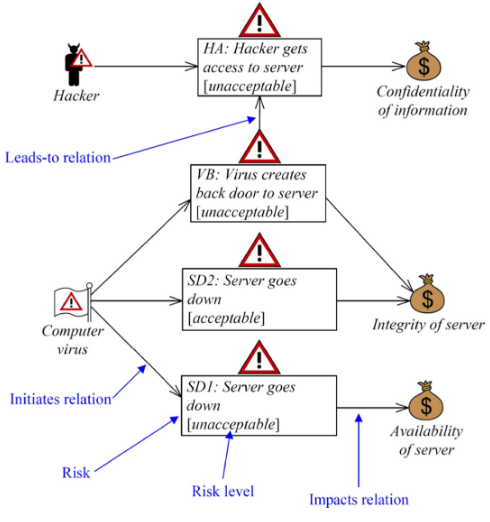 HA: Hacker gets
access to server
[unacceptable]
Hacker
Confidentiality
of information
Leads-to relation
VB: Virus creates
back door to server
[unacceptable]
SD2: Server goes
down
[acceptable]
Computer
virus
Integrity of server
SD1: Server goes
down
[unacceptable]
Initiates relation
Availability
of server
Risk
Risk level
Impacts relation